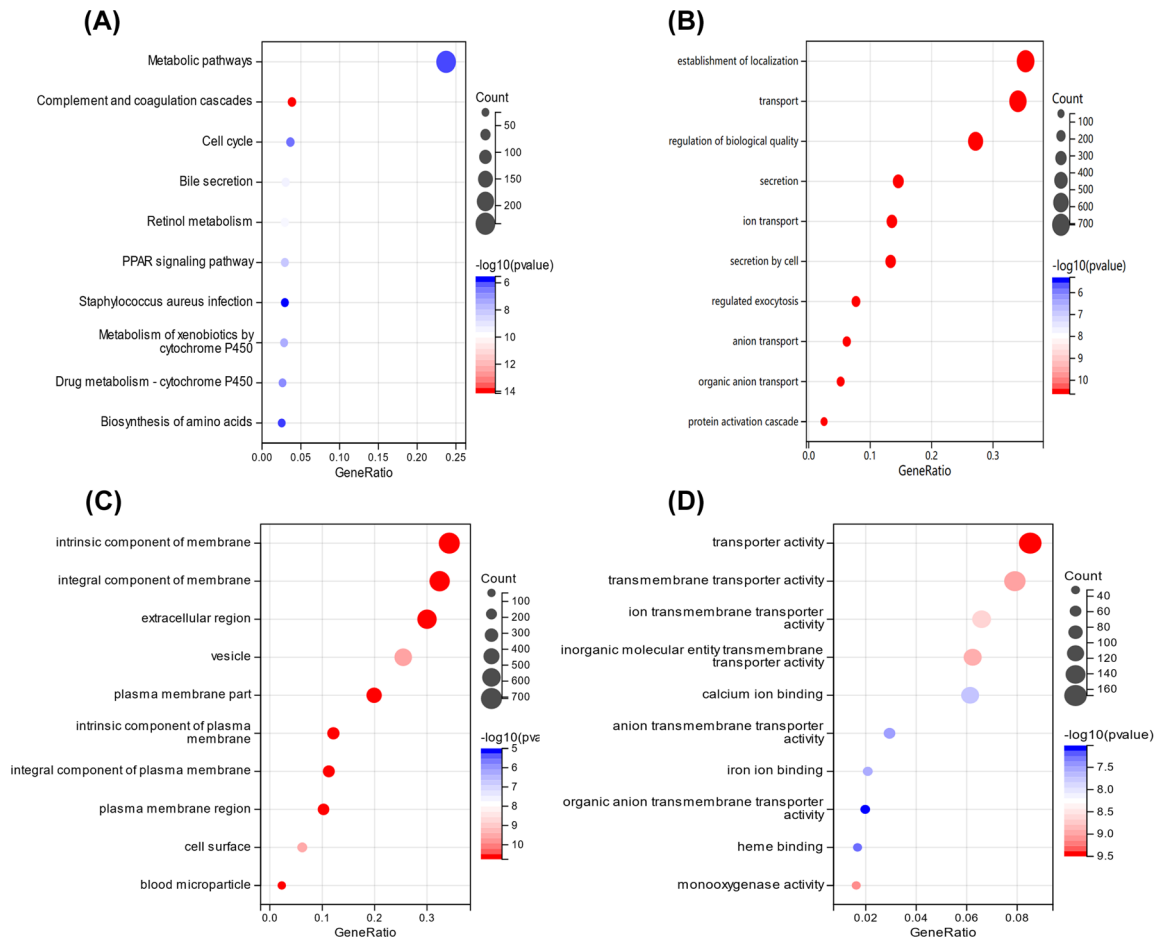 (A)
Metabolic pathways
Complement and coagulation cascades
Cell cycle
Bile secretion
Retinol metabolism
PPAR signaling pathway
Staphylococcus aureus infection
Metabolism of xenobiotics by
cytochrome P450
Drug metabolism - cytochrome P450
Biosynthesis of amino acids
0.00 0.05 0.10 0.15 0.20 0.25
GeneRatio
Count
50
100
150
200
-log10(pvalue)
6
8
10
12
14
(B)
establishment of localization
transport
regulation of biological quality
secretion
ion transport
secretion by cell
regulated exocytosis
anion transport
organic anion transport
protein activation cascade
0.0 0.1 0.2 0.3
GeneRatio
Count
100
200
300
400
500
600
700
-log10(pvalue)
6
7
8
9
10
(C)
intrinsic component of membrane
integral component of membrane
extracellular region
vesicle
plasma membrane part
intrinsic component of plasma
membrane
integral component of plasma membrane
plasma membrane region
cell surface
blood microparticle
0.0 0.1 0.2 0.3
GeneRatio
Count
100
200
300
400
500
600
700
-log10(pva
5
6
7
8
9
10
(D)
transporter activity
transmembrane transporter activity
ion transmembrane transporter
activity
inorganic molecular entity transmembrane
transporter activity
calcium ion binding
anion transmembrane transporter
activity
iron ion binding
organic anion transmembrane transporter
activity
heme binding
monooxygenase activity
0.02 0.04 0.06 0.08
GeneRatio
Count
40
60
80
100
120
140
160
-log10(pvalue)
7.5
8.0
8.5
9.0
9.5